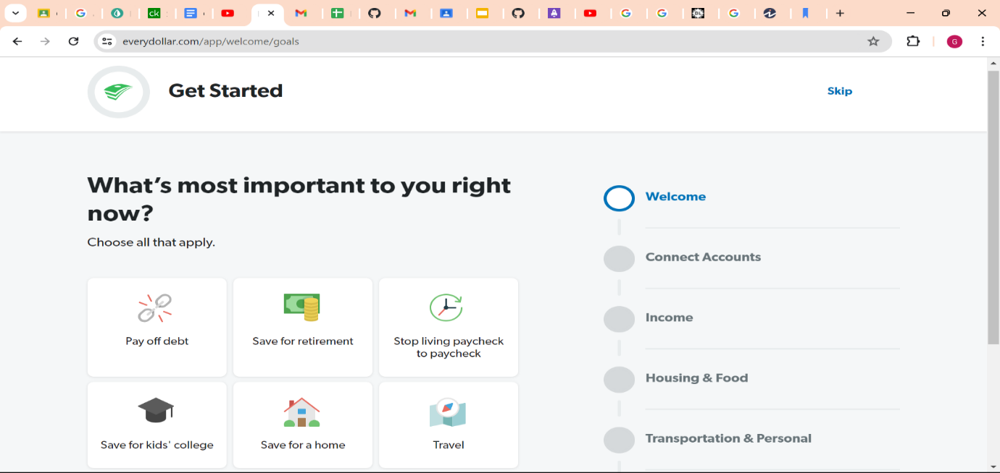 ck
DL
everydollar.com/app/welcome/goals
G
Get Started
Skip
What’s most important to you right
now?
Choose all that apply.
Pay off debt
Save for retirement
Stop living paycheck
to paycheck
Save for kids' college
Save for a home
Travel
Welcome
Connect Accounts
Income
Housing & Food
Transportation & Personal